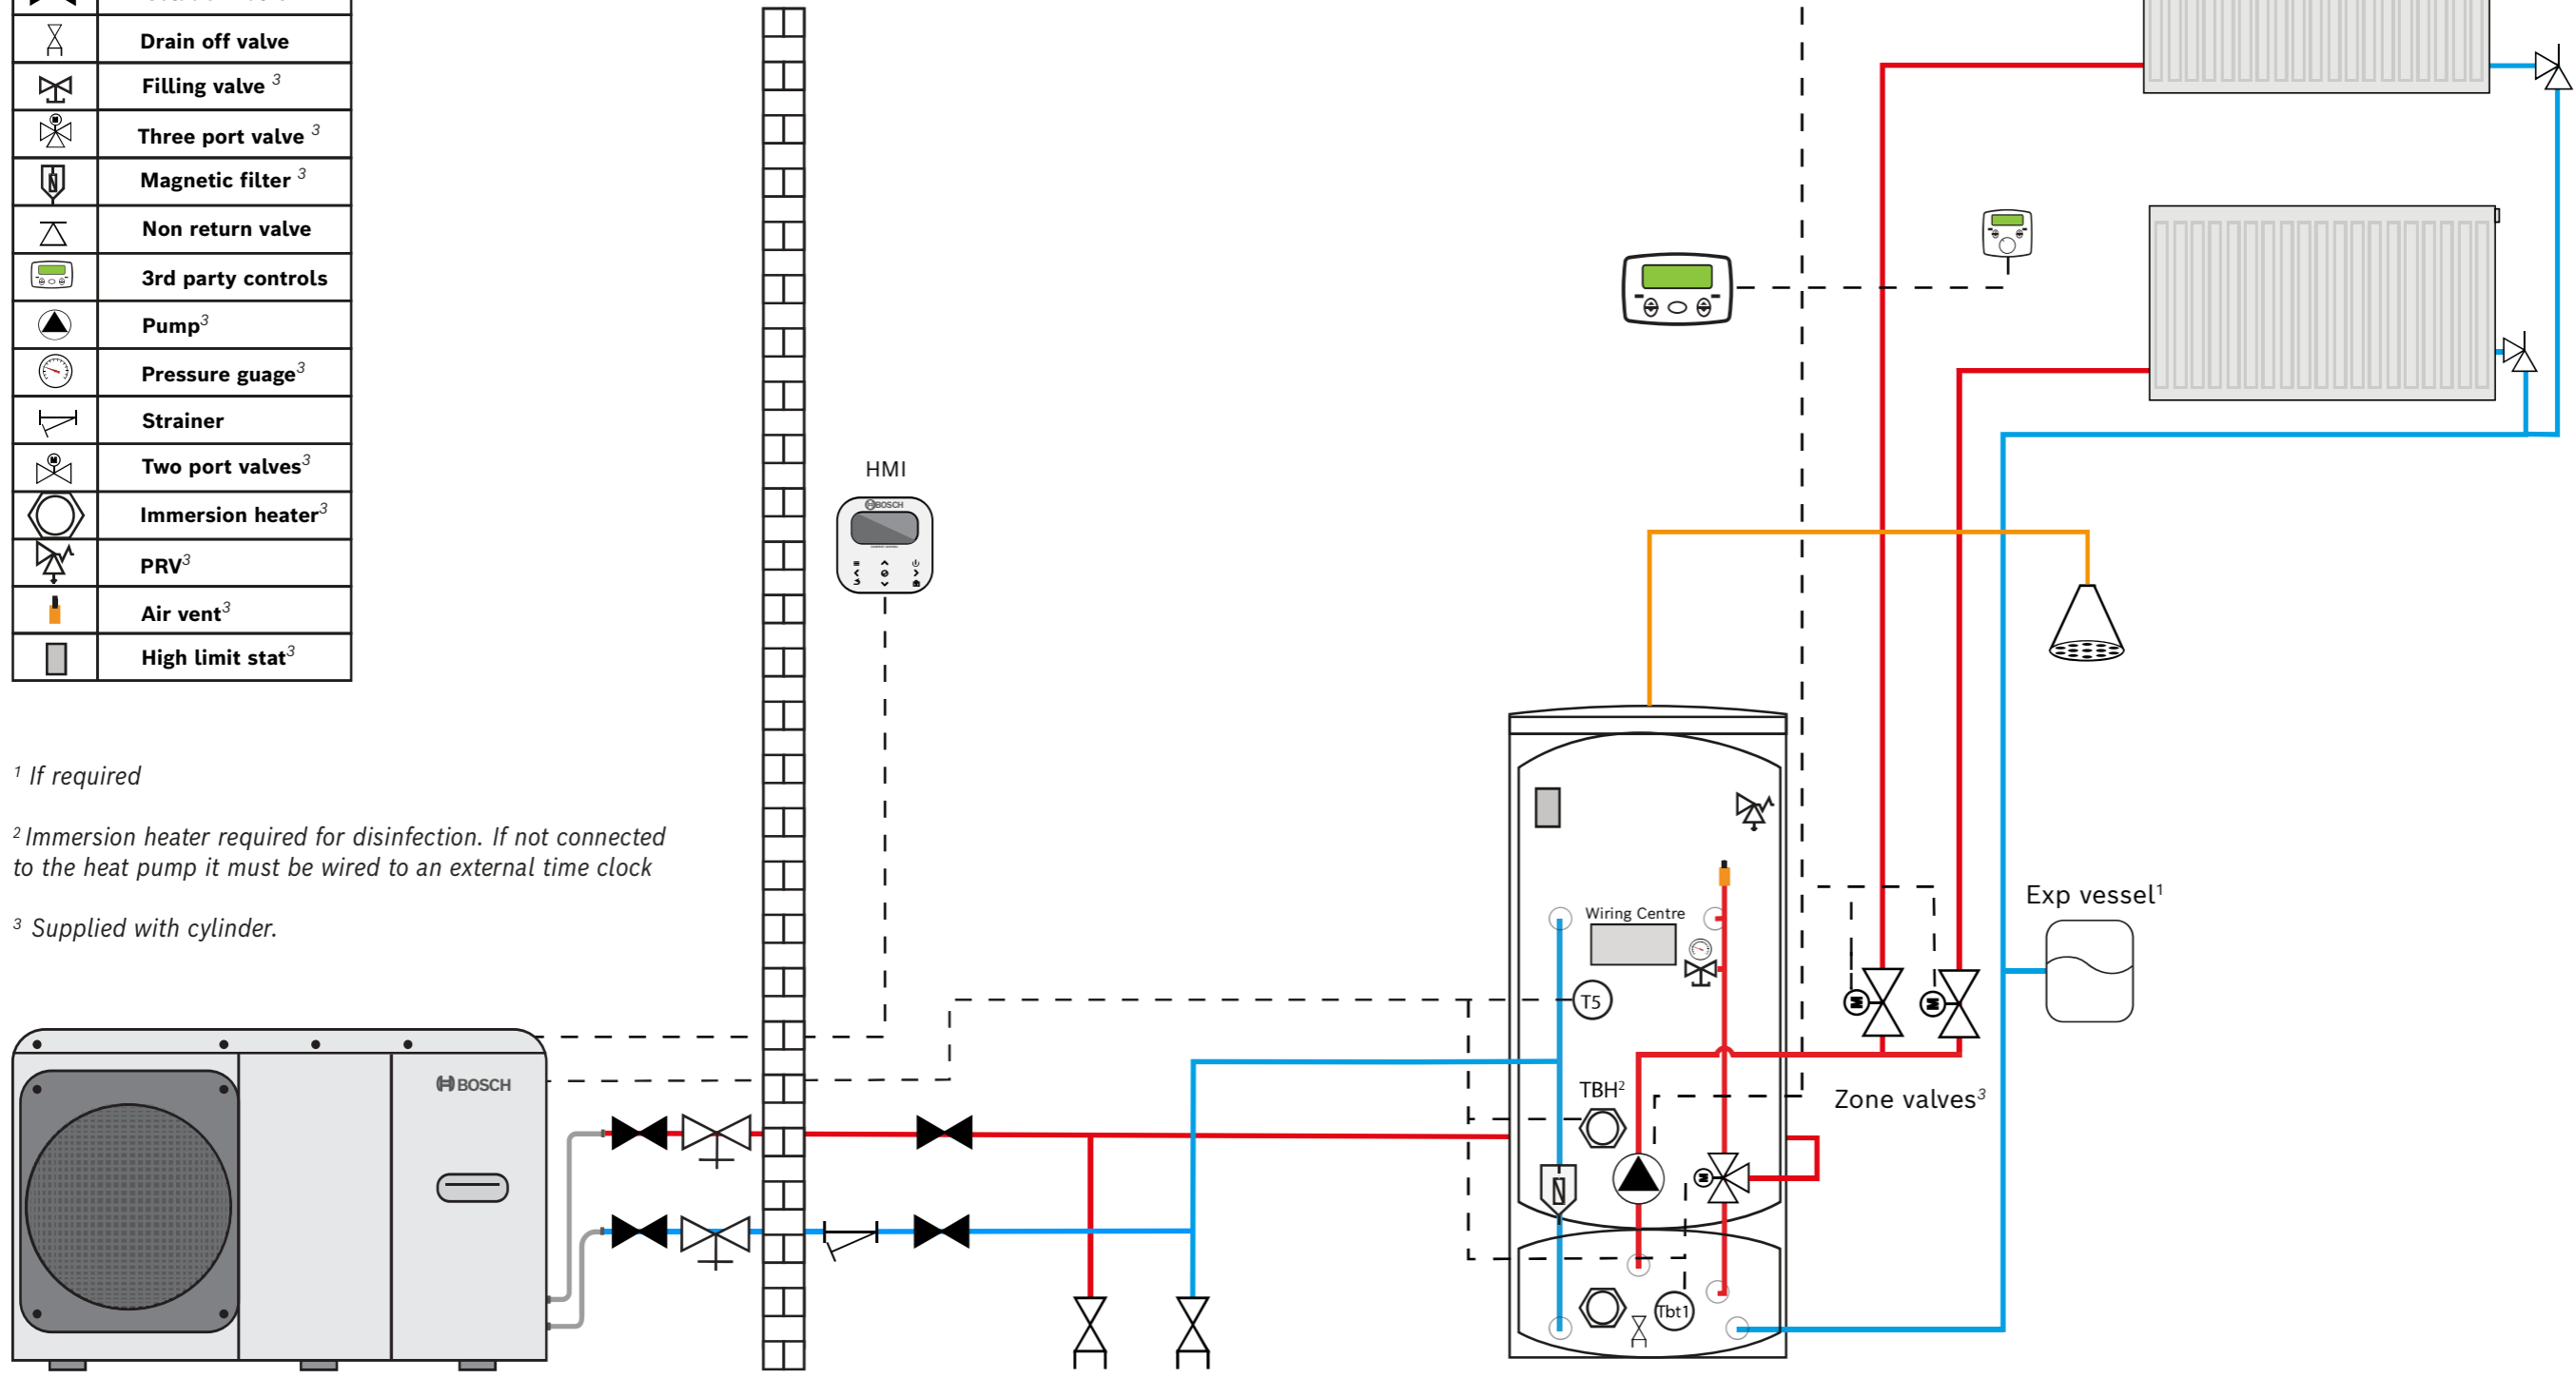 Drain off valve
Filling valve ³
Three port valve ³
Magnetic filter ³
Non return valve
3rd party controls
Pump³
Pressure guage³
Strainer
Two port valves³
Immersion heater³
PRV³
Air vent³
High limit stat³
¹ If required
² Immersion heater required for disinfection. If not connected
to the heat pump it must be wired to an external time clock
³ Supplied with cylinder.
HMI
BOSCH
BOSCH
Wiring Centre
T5
TBH²
Tbt1
M
M
M
Exp vessel¹
Zone valves³